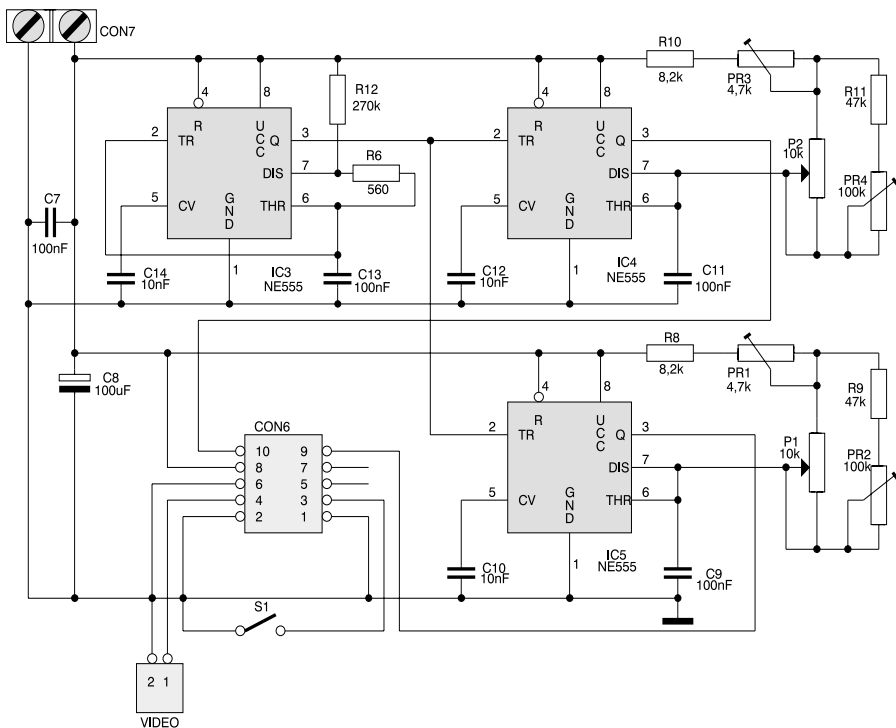 CON7
R10
8,2k
PR3
4,7k
R11
47k
P2
10k
PR4
100k
4
8
R12
270k
4
8
2
TR
R
U
C
C
Q
3
DIS
7
R6
560
5
CV
G
N
D
THR
6
1
IC3
NE555
2
TR
R
U
C
C
Q
3
DIS
7
5
CV
G
N
D
THR
6
1
IC4
NE555
C7
100nF
C14
10nF
C13
100nF
C12
10nF
C11
100nF
C8
100uF
R8
8,2k
PR1
4,7k
R9
47k
P1
10k
PR2
100k
4
8
2
TR
R
U
C
C
Q
3
DIS
7
5
CV
G
N
D
THR
6
1
IC5
NE555
CON6
10 9
8 7
6 5
4 3
2 1
C10
10nF
C9
100nF
S1
2 1
VIDEO